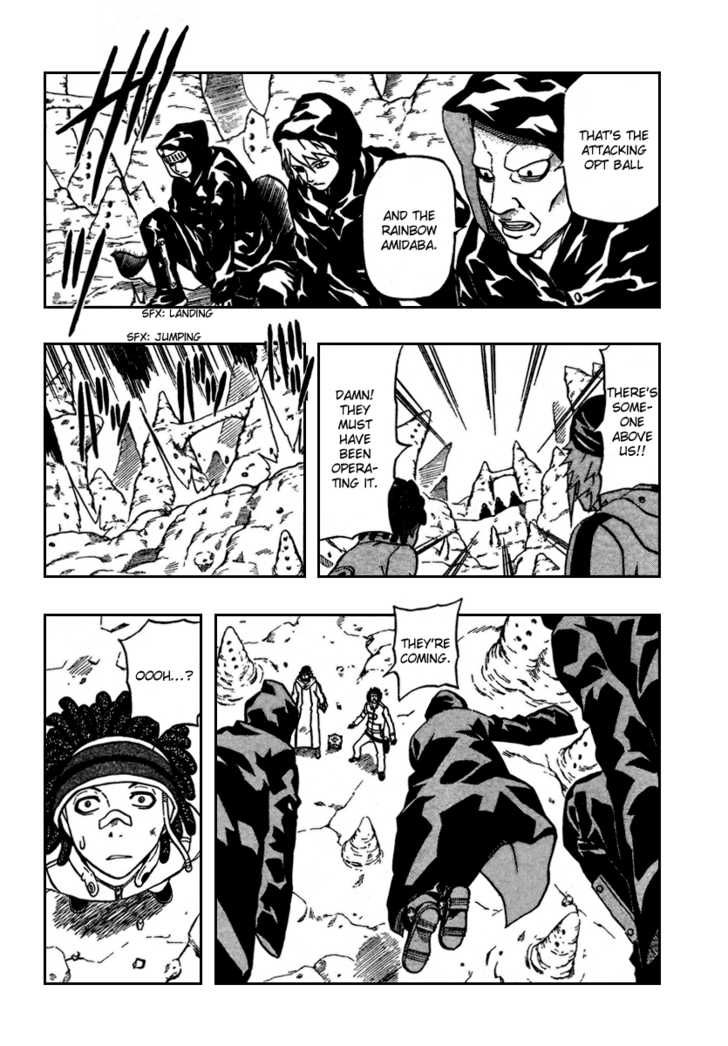 THAT'S THE
ATTACKING
OPT BALL
AND THE
RAINBOW
AMIDABA.
SFX: LANDING
SFX: JUMPING
THERE'S
SOME-
ONE
ABOVE
US!!
DAMN!
THEY
MUST
HAVE
BEEN
OPERA-
TING IT.
THEY'RE
COMING.
OOOH...?